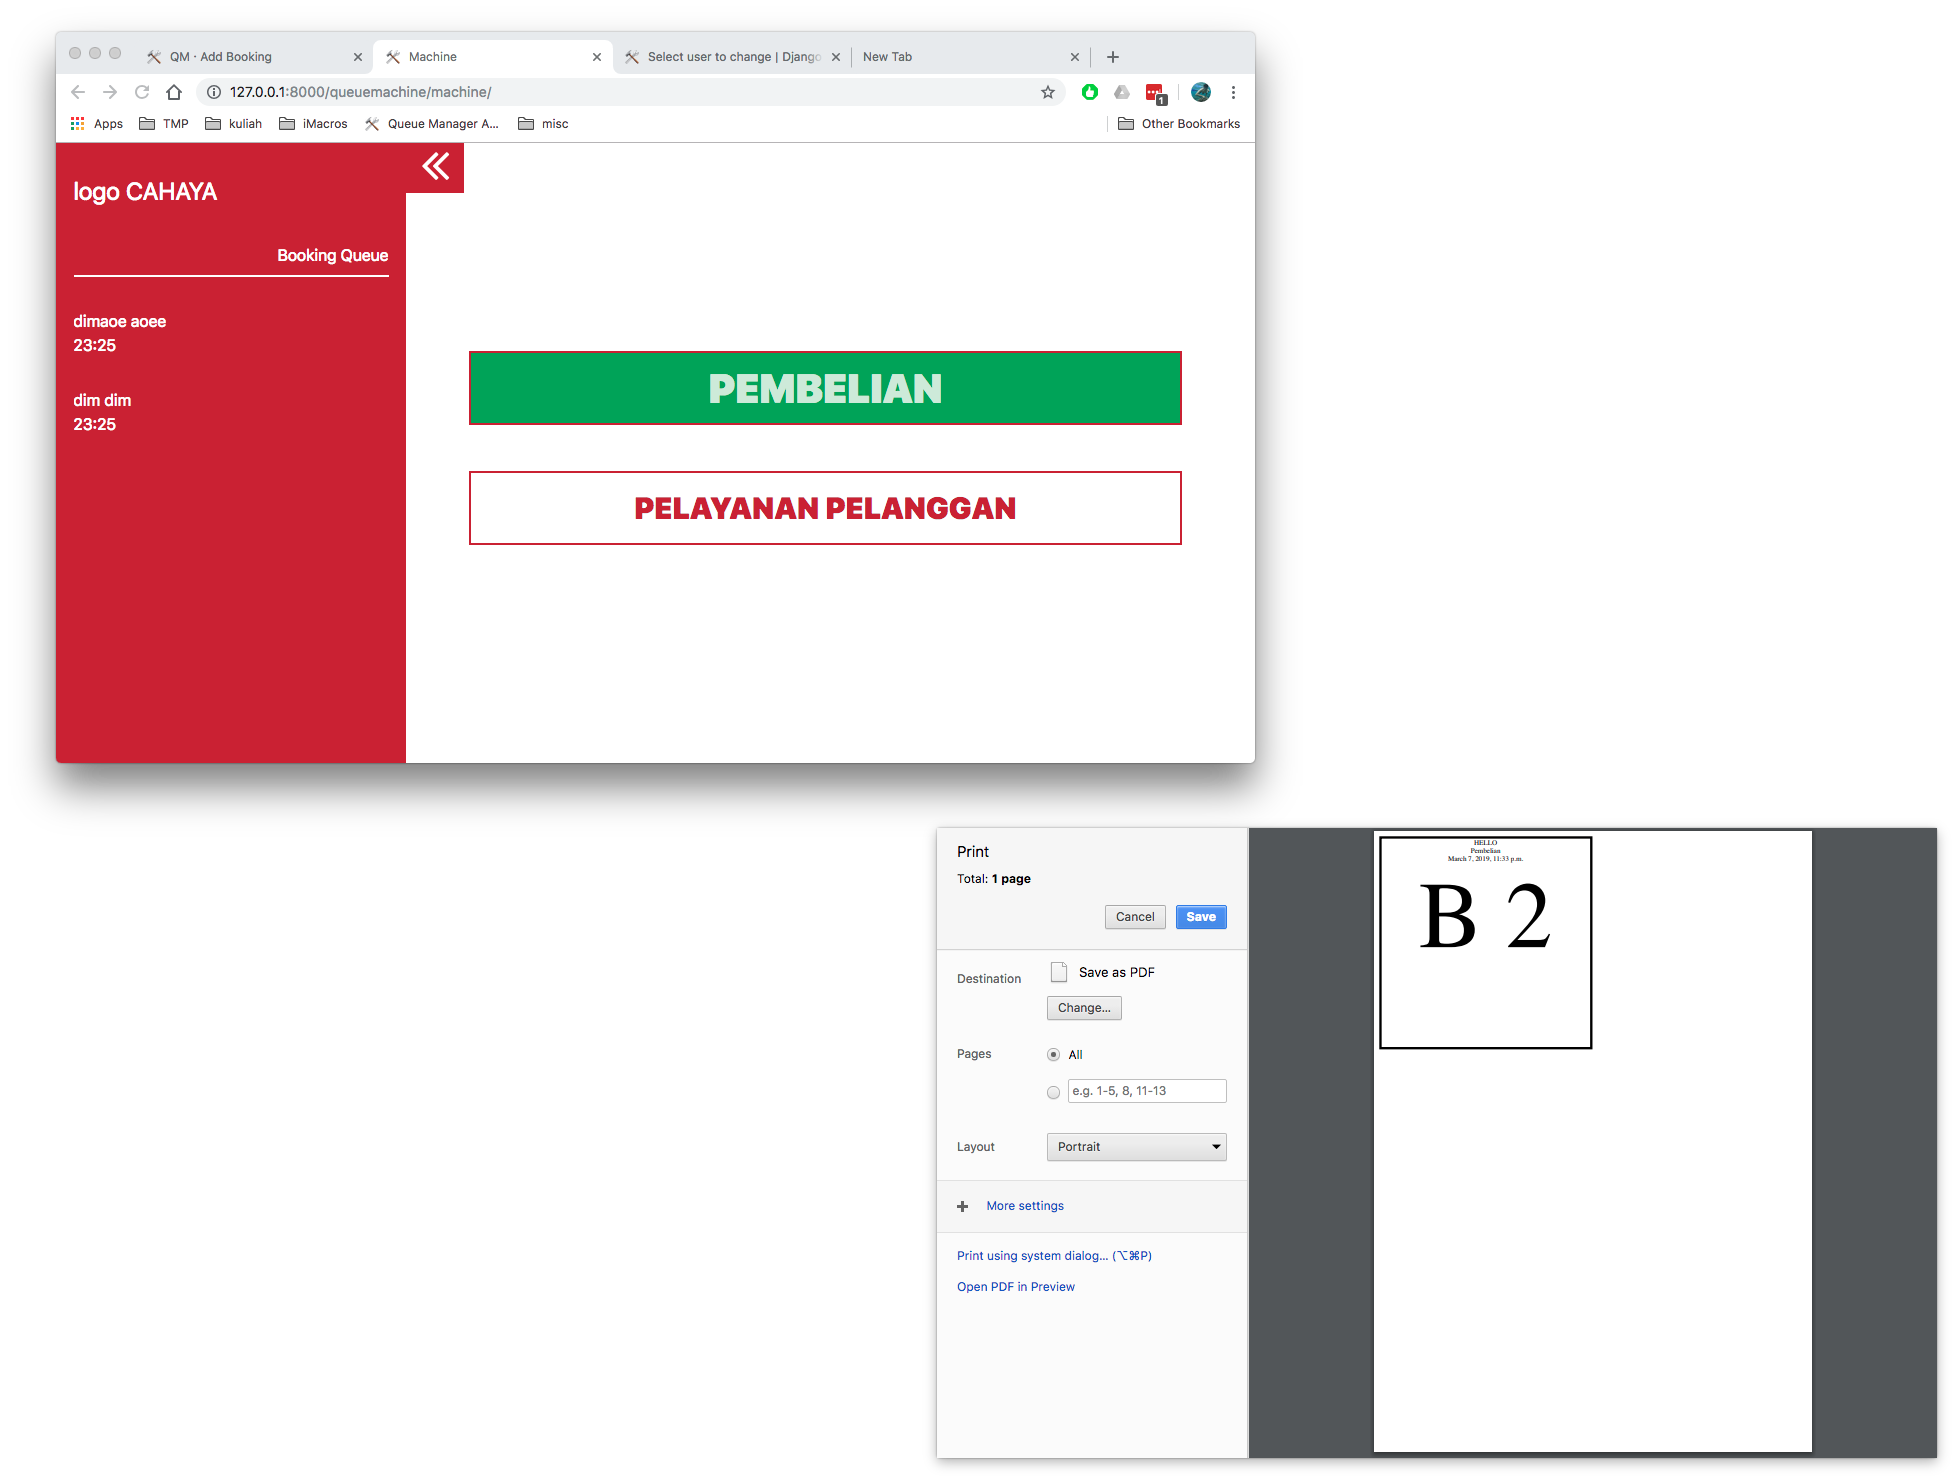 QM · Add Booking
Machine
Select user to change | Django
New Tab
127.0.0.1:8000/queuemachine/machine/
1
Apps
TMP
kuliah
iMacros
Queue Manager A...
misc
Other Bookmarks
logo CAHAYA
Booking Queue
dimaoe aoee
23:25
dim dim
23:25
PEMBELIAN
PELAYANAN PELANGGAN
Print
Total: 1 page
Cancel
Save
Destination
Save as PDF
Change...
Pages
All
e.g. 1-5, 8, 11-13
Layout
Portrait
More settings
Print using system dialog... (⌥⌘P)
Open PDF in Preview
HELLO
Pembelian
March 7, 2019, 11:33 p.m.
B 2